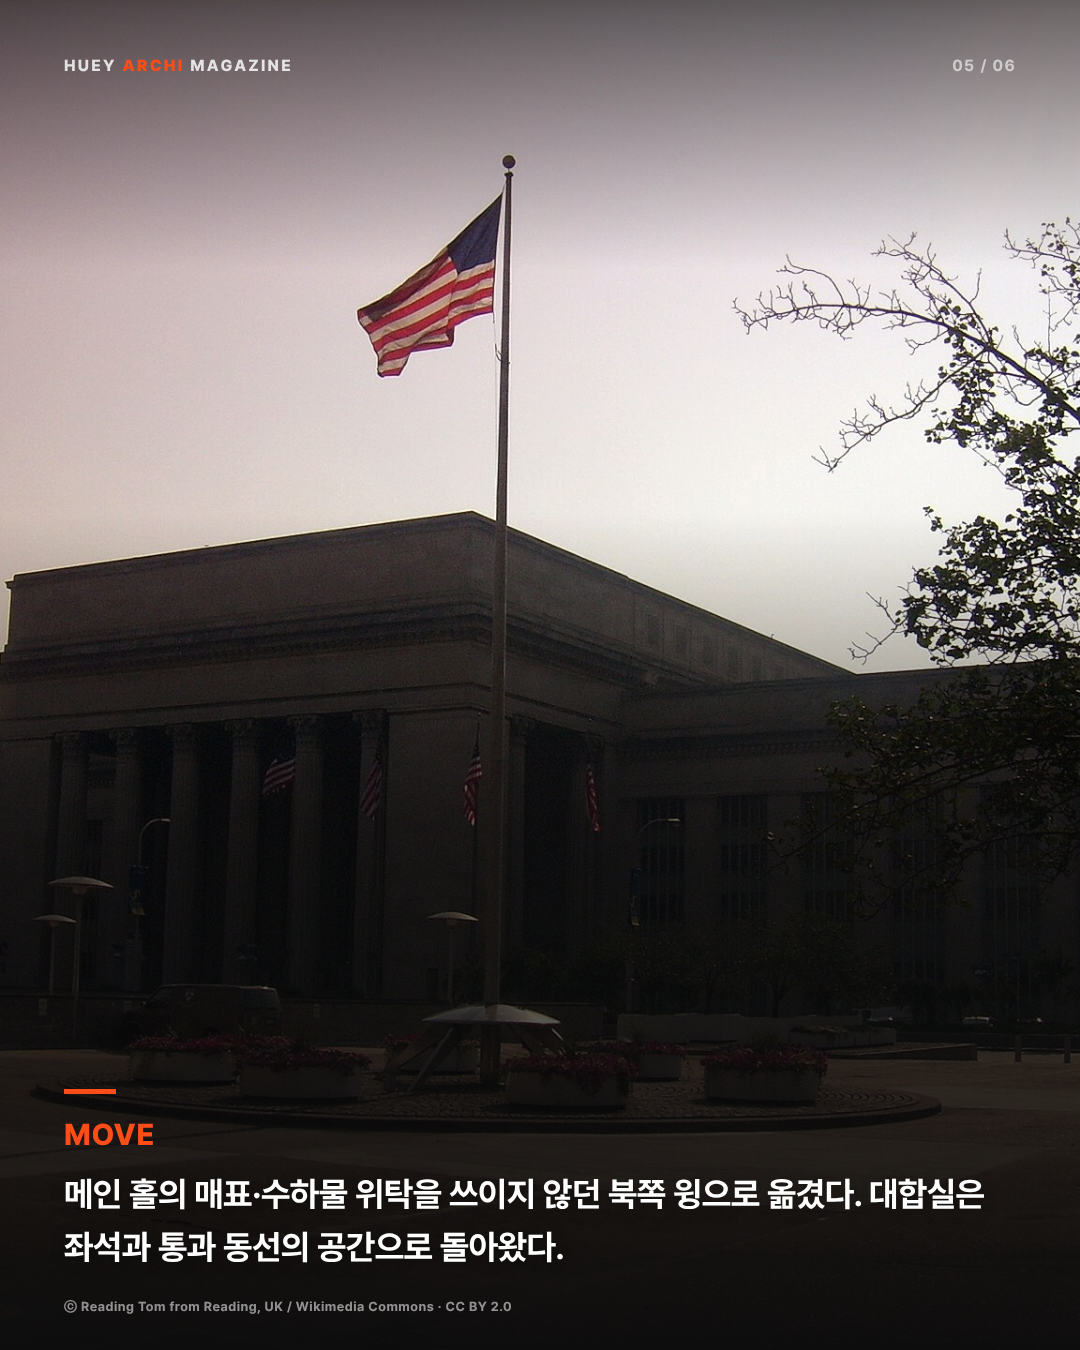 HUEY ARCHI MAGAZINE
05 / 06
MOVE
메인 홀의 매표·수하물 위탁을 쓰이지 않던 북쪽 윙으로 옮겼다. 대합실은
좌석과 통과 동선의 공간으로 돌아왔다.
© Reading Tom from Reading, UK / Wikimedia Commons · CC BY 2.0